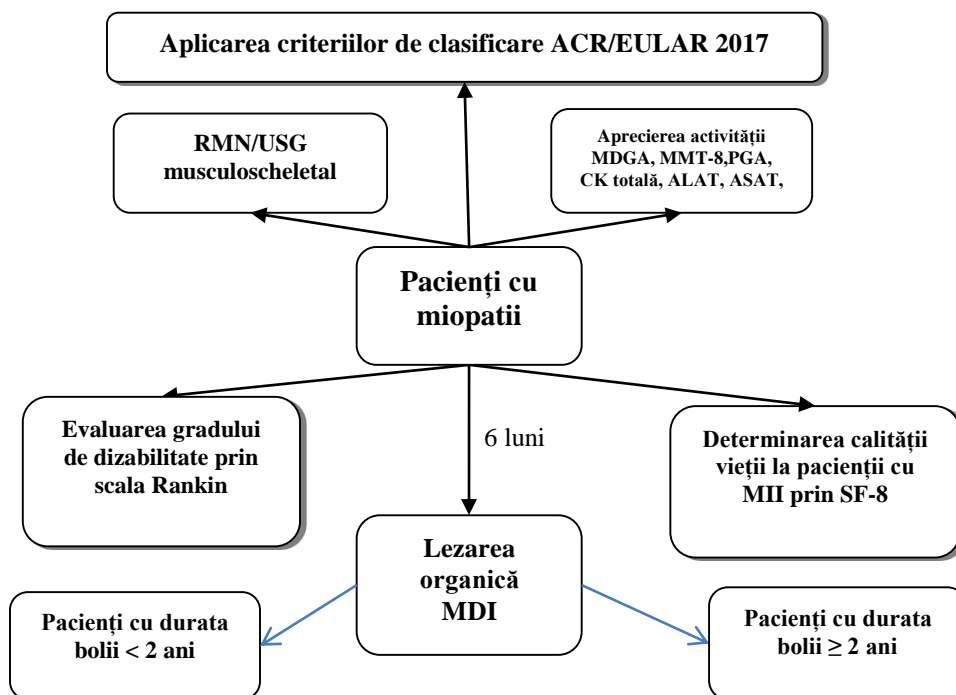 Aplicarea criteriilor de clasificare ACR/EULAR 2017
RMN/USG
musculoscheletal
Aprecierea activității
MDGA, MMT-8,PGA,
CK totală, ALAT, ASAT,
Pacienți cu
miopatii
Evaluarea gradului
de dizabilitate prin
scala Rankin
6 luni
Determinarea calității
vieții la pacienții cu
MII prin SF-8
Lezarea
organică
MDI
Pacienți cu durata
bolii < 2 ani
Pacienți cu durata
bolii ≥ 2 ani